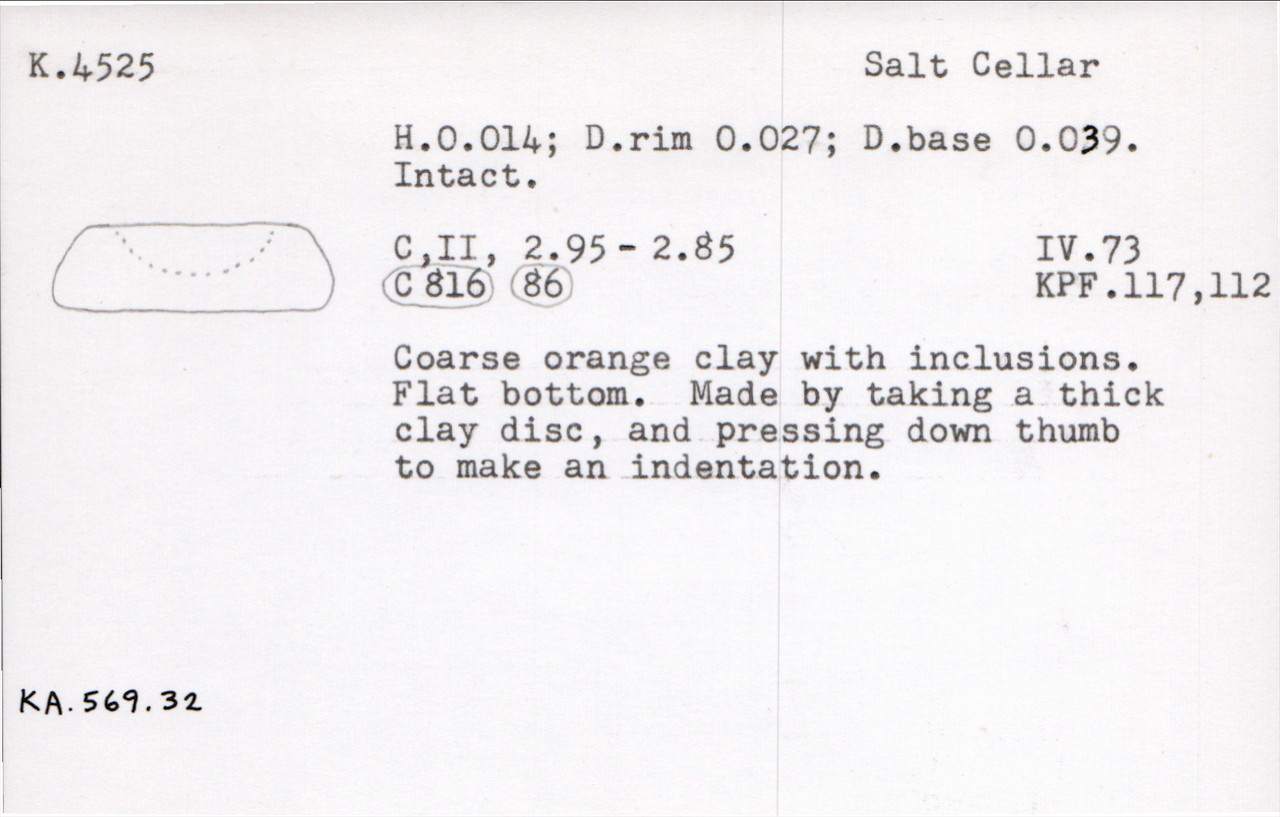 K.4525
Salt Cellar
H.0.014; D.rim 0.027; D.base 0.039.
Intact.
C,II, 2.95 - 2.85
IV.73
C 816 86
KPF.117,112
Coarse orange clay with inclusions.
Flat bottom. Made by taking a thick
clay disc, and pressing down thumb
to make an indentation.
KA.569.32